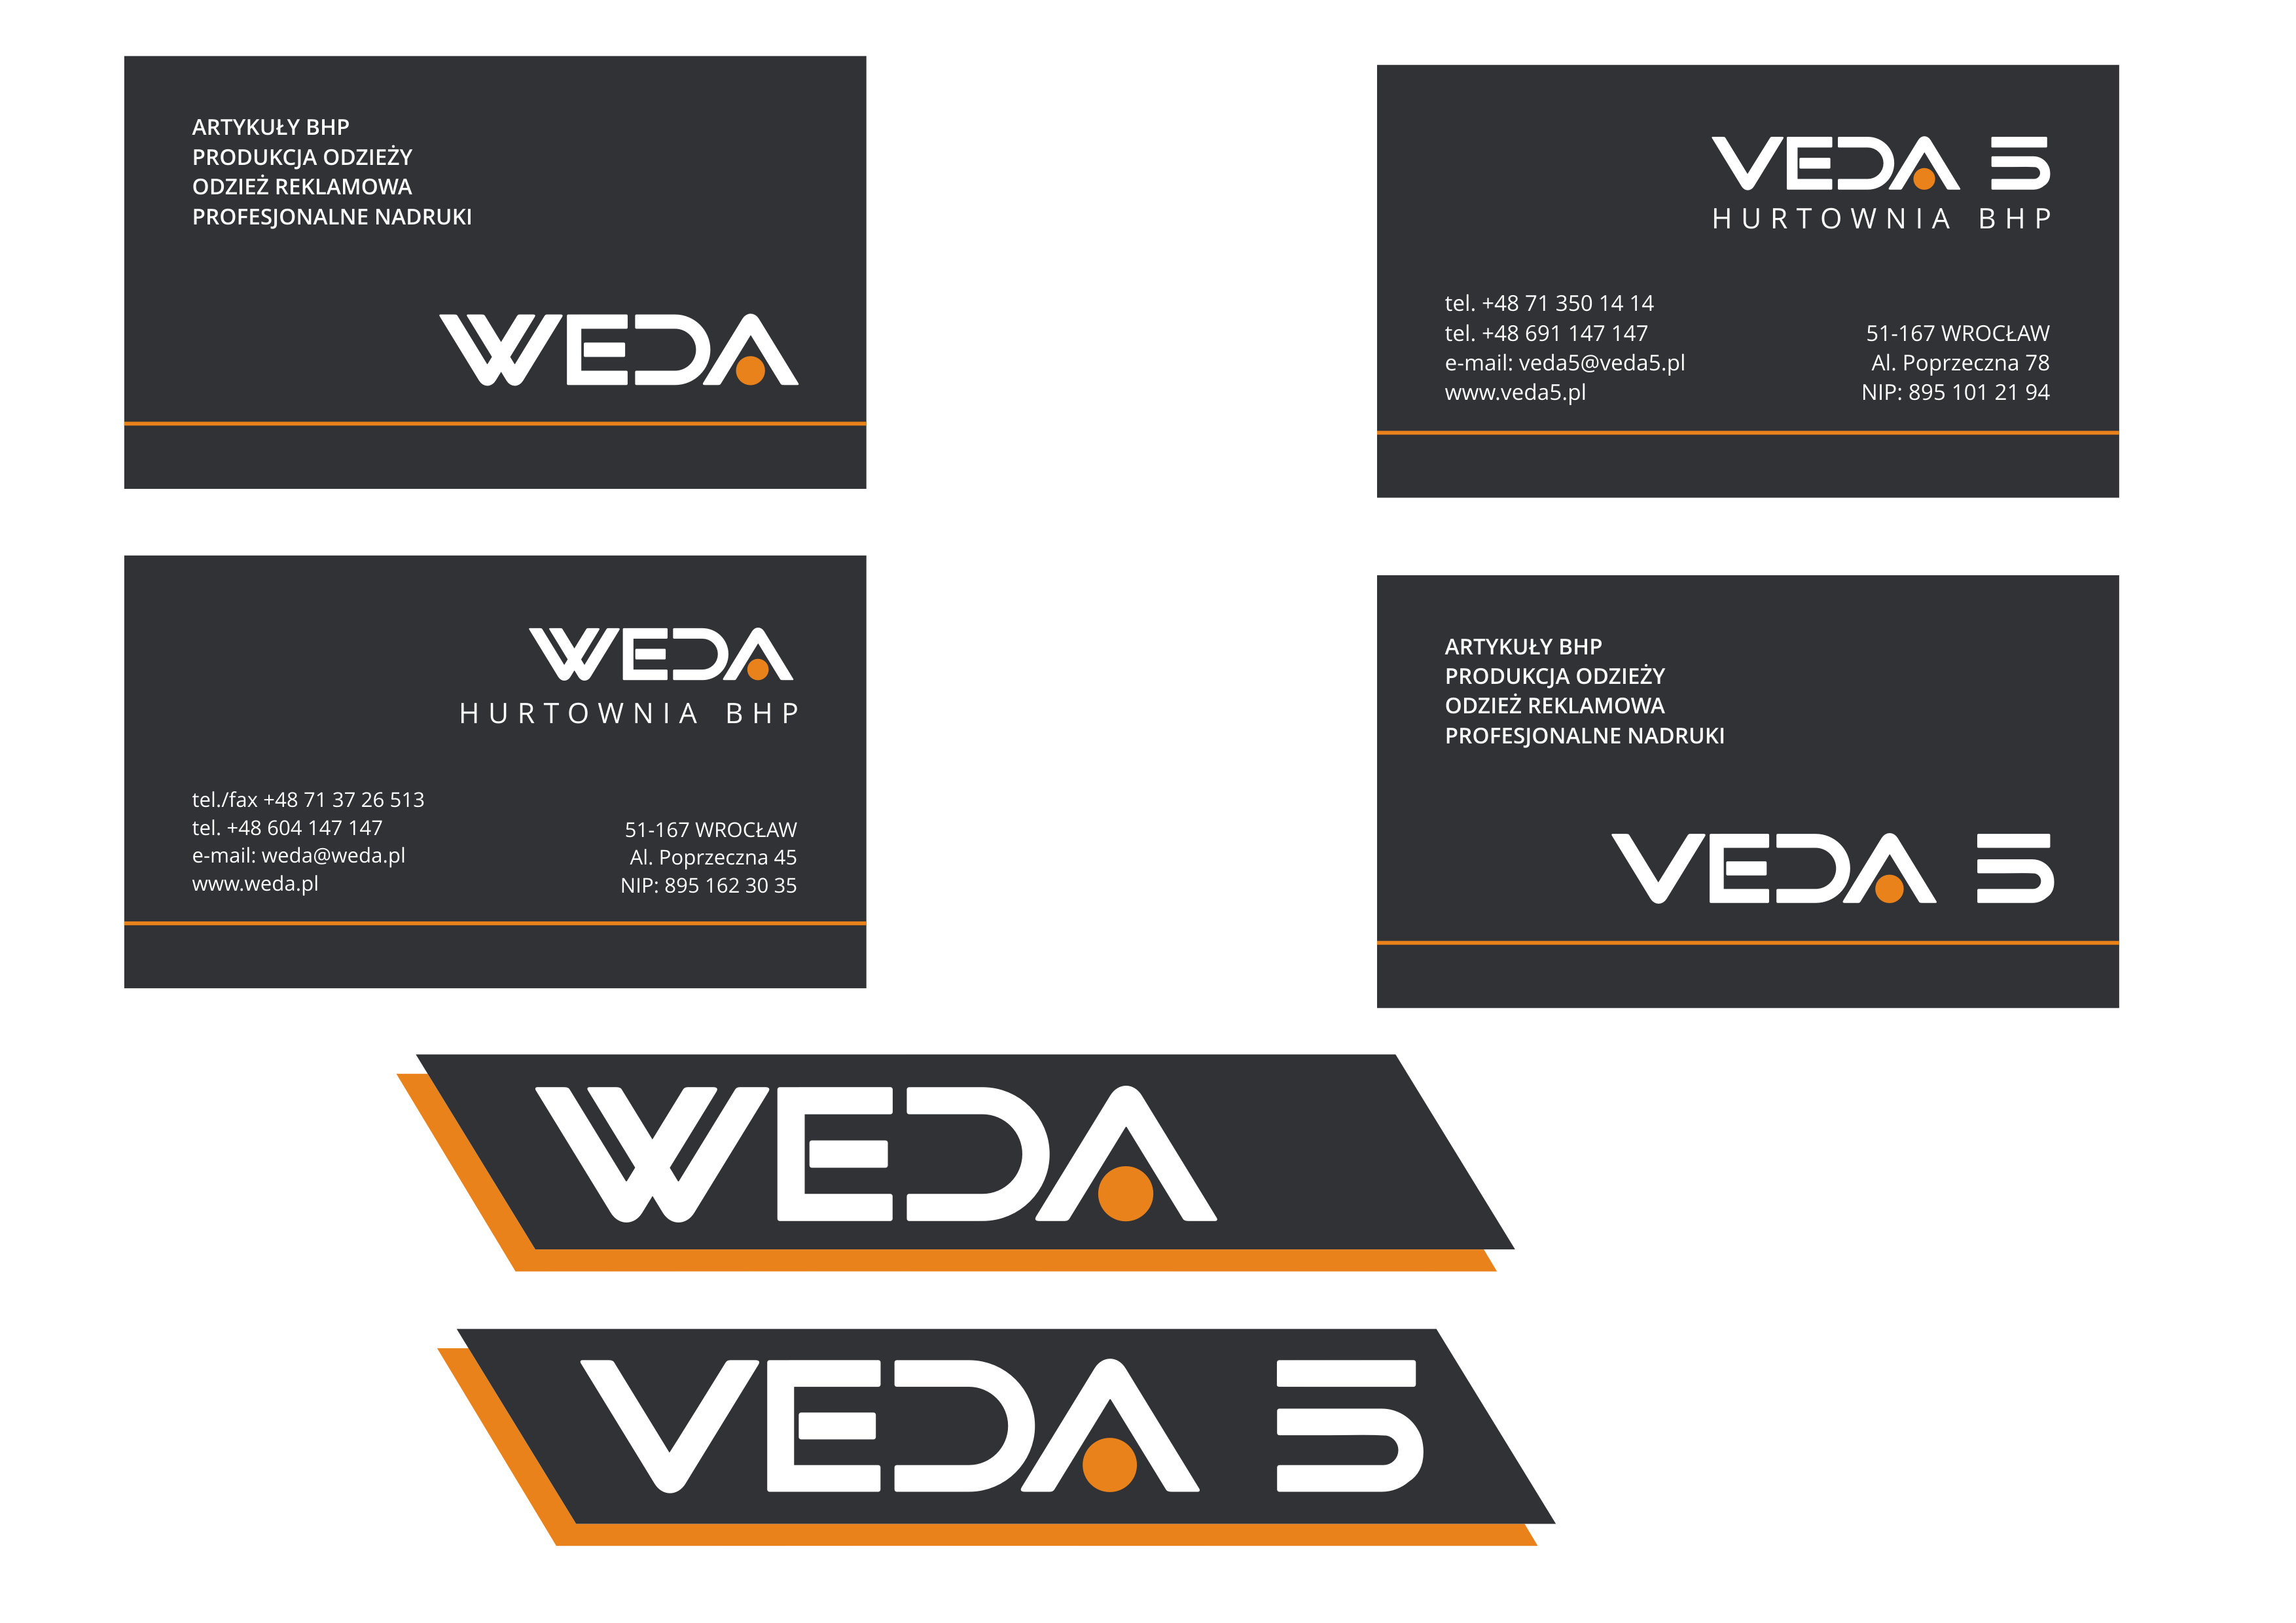 ARTYKUŁY BHP
PRODUKCJA ODZIEŻY
ODZIEŻ REKLAMOWA
PROFESJONALNE NADRUKI
WEDA
VEDA 5
HURTOWNIA BHP
tel. +48 71 350 14 14
tel. +48 691 147 147
e-mail: veda5@veda5.pl
www.veda5.pl
51-167 WROCŁAW
Al. Poprzeczna 78
NIP: 895 101 21 94
WEDA
HURTOWNIA BHP
tel./fax +48 71 37 26 513
tel. +48 604 147 147
e-mail: weda@weda.pl
www.weda.pl
51-167 WROCŁAW
Al. Poprzeczna 45
NIP: 895 162 30 35
ARTYKUŁY BHP
PRODUKCJA ODZIEŻY
ODZIEŻ REKLAMOWA
PROFESJONALNE NADRUKI
VEDA 5
WEDA
VEDA 5